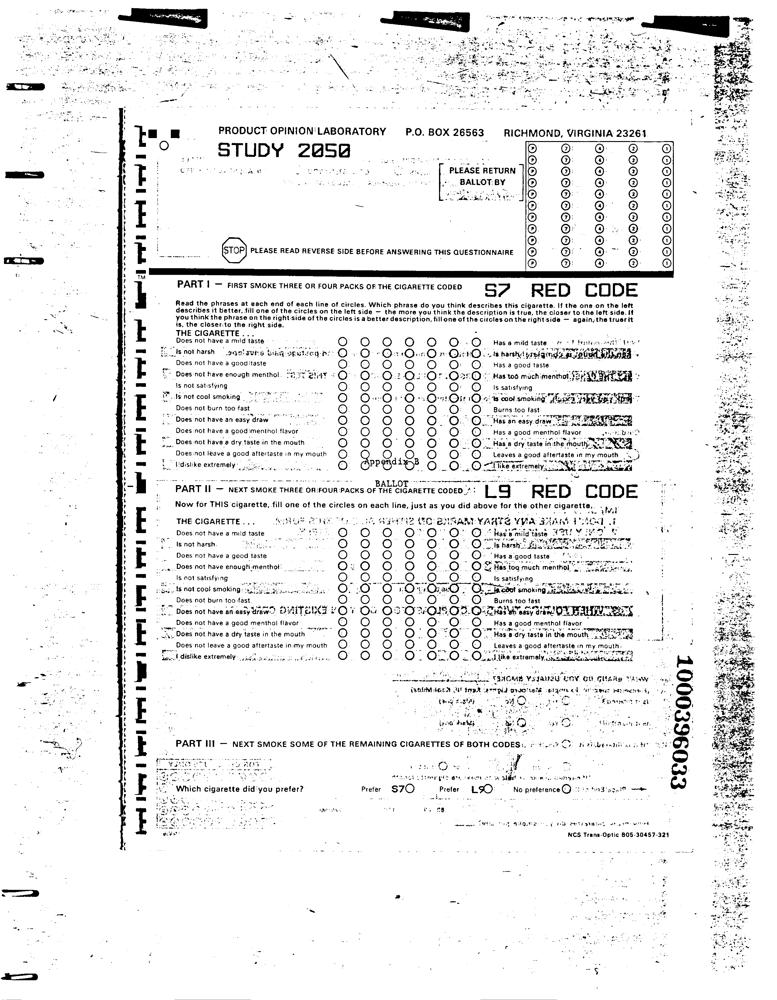 PRODUCT OPINION LABORATORY P.O. BOX 26563 RICHMOND, VIRGINIA 23261
STUDY 2050
PLEASE RETURN
BALLOT BY
STOP PLEASE READ REVERSE SIDE BEFORE ANSWERING THIS QUESTIONNAIRE
TM
PART I — FIRST SMOKE THREE OR FOUR PACKS OF THE CIGARETTE CODED S7 RED CODE
Read the phrases at each end of each line of circles. Which phrase do you think describes this cigarette. If the one on the left
describes it better, fill one of the circles on the left side — the more you think the description is true, the closer to the left side. If
you think the phrase on the right side of the circles is a better description, fill one of the circles on the right side — again, the truer it
is, the closer to the right side.
THE CIGARETTE . . .
Does not have a mild taste Has a mild taste
Is not harsh Is harsh
Does not have a good taste Has a good taste
Does not have enough menthol Has too much menthol
Is not satisfying Is satisfying
Is not cool smoking Is cool smoking
Does not burn too fast Burns too fast
Does not have an easy draw Has an easy draw
Does not have a good menthol flavor Has a good menthol flavor
Does not have a dry taste in the mouth Has a dry taste in the mouth
Does not leave a good aftertaste in my mouth Leaves a good aftertaste in my mouth
I dislike extremely I like extremely
Appendix B
BALLOT
PART II — NEXT SMOKE THREE OR FOUR PACKS OF THE CIGARETTE CODED L9 RED CODE
Now for THIS cigarette, fill one of the circles on each line, just as you did above for the other cigarette.
THE CIGARETTE . . .
Does not have a mild taste Has a mild taste
Is not harsh Is harsh
Does not have a good taste Has a good taste
Does not have enough menthol Has too much menthol
Is not satisfying Is satisfying
Is not cool smoking Is cool smoking
Does not burn too fast Burns too fast
Does not have an easy draw Has an easy draw
Does not have a good menthol flavor Has a good menthol flavor
Does not have a dry taste in the mouth Has a dry taste in the mouth
Does not leave a good aftertaste in my mouth Leaves a good aftertaste in my mouth
I dislike extremely I like extremely
PART III — NEXT SMOKE SOME OF THE REMAINING CIGARETTES OF BOTH CODES
Which cigarette did you prefer? Prefer S7 Prefer L9 No preference
NCS Trans-Optic B05-30457-321
1000396033